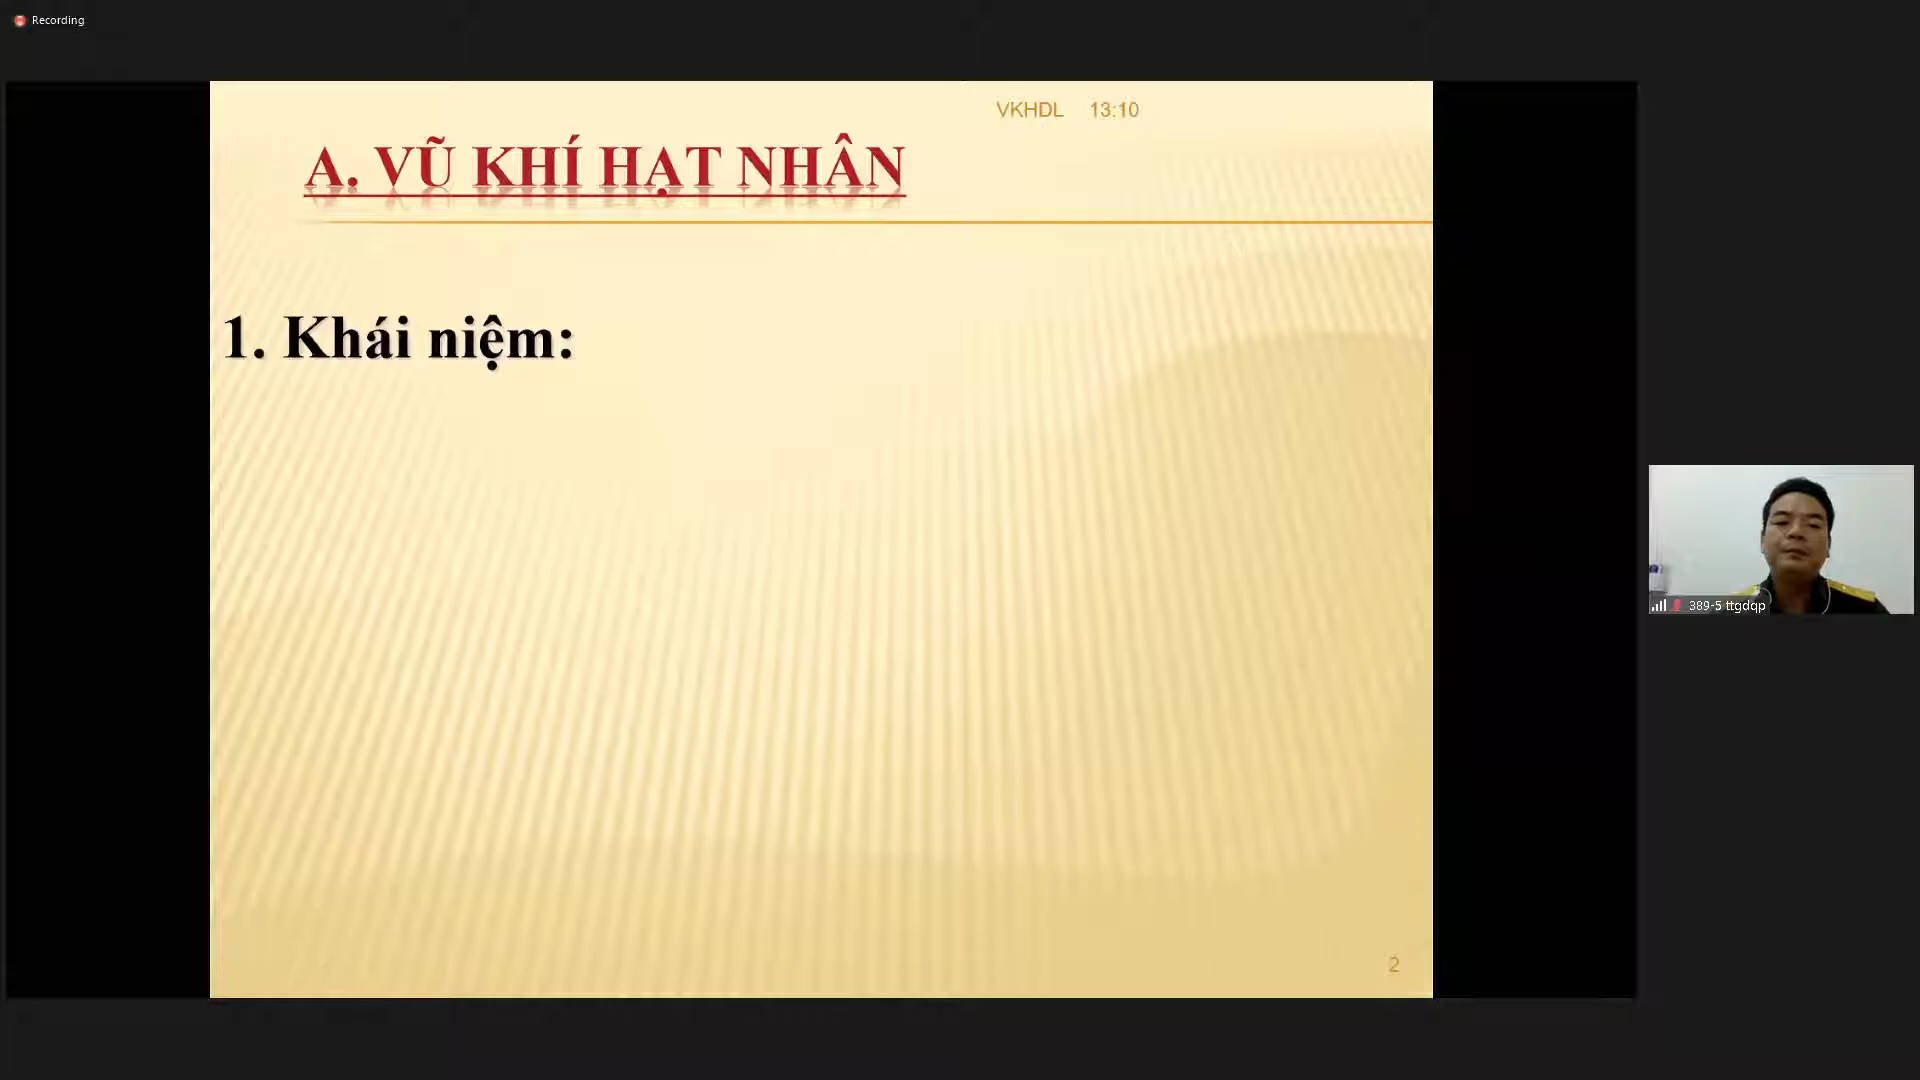 Recording
VKHDL 13:10
A. VŨ KHÍ HẠT NHÂN
1. Khái niệm:
389-5 ttgdqp
2